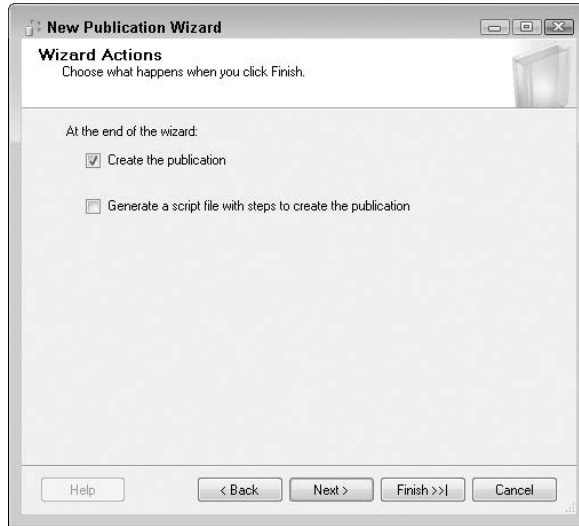 New Publication Wizard
Wizard Actions
Choose what happens when you click Finish.
At the end of the wizard:
Create the publication
Generate a script file with steps to create the publication
Help
< Back
Next >
Finish >>|
Cancel